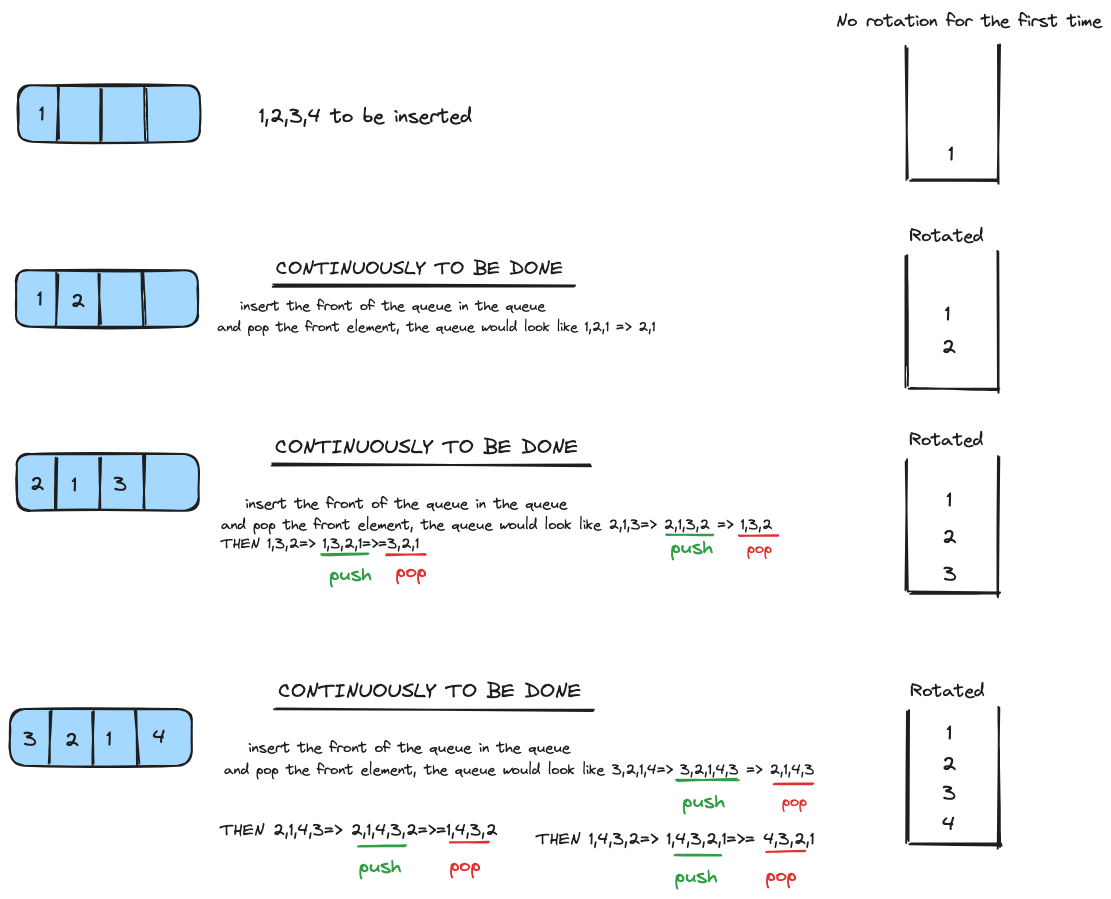 No rotation for the first time
1
1,2,3,4 to be inserted
1
Rotated
CONTINUOUSLY TO BE DONE
1 2
insert the front of the queue in the queue
and pop the front element, the queue would look like 1,2,1 => 2,1
1
2
Rotated
CONTINUOUSLY TO BE DONE
2 1 3
insert the front of the queue in the queue
and pop the front element, the queue would look like 2,1,3=> 2,1,3,2 => 1,3,2
push pop
THEN 1,3,2=> 1,3,2,1=>=3,2,1
push pop
1
2
3
Rotated
CONTINUOUSLY TO BE DONE
3 2 1 4
insert the front of the queue in the queue
and pop the front element, the queue would look like 3,2,1,4=> 3,2,1,4,3 => 2,1,4,3
push pop
THEN 2,1,4,3=> 2,1,4,3,2=>=1,4,3,2
push pop
THEN 1,4,3,2=> 1,4,3,2,1=>= 4,3,2,1
push pop
1
2
3
4